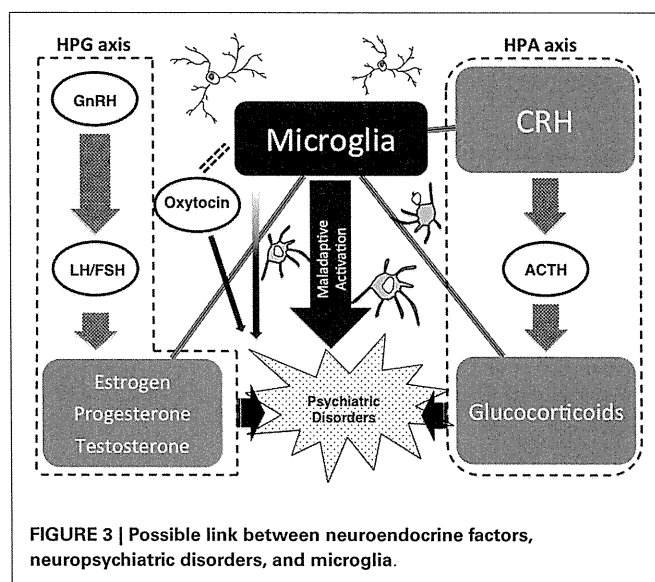 HPG axis
HPA axis
GnRH
LH/FSH
Estrogen
Progesterone
Testosterone
Oxytocin
Microglia
Maladaptive
Activation
Psychiatric
Disorders
CRH
ACTH
Glucocorticoids
FIGURE 3 | Possible link between neuroendocrine factors,
neuropsychiatric disorders, and microglia.